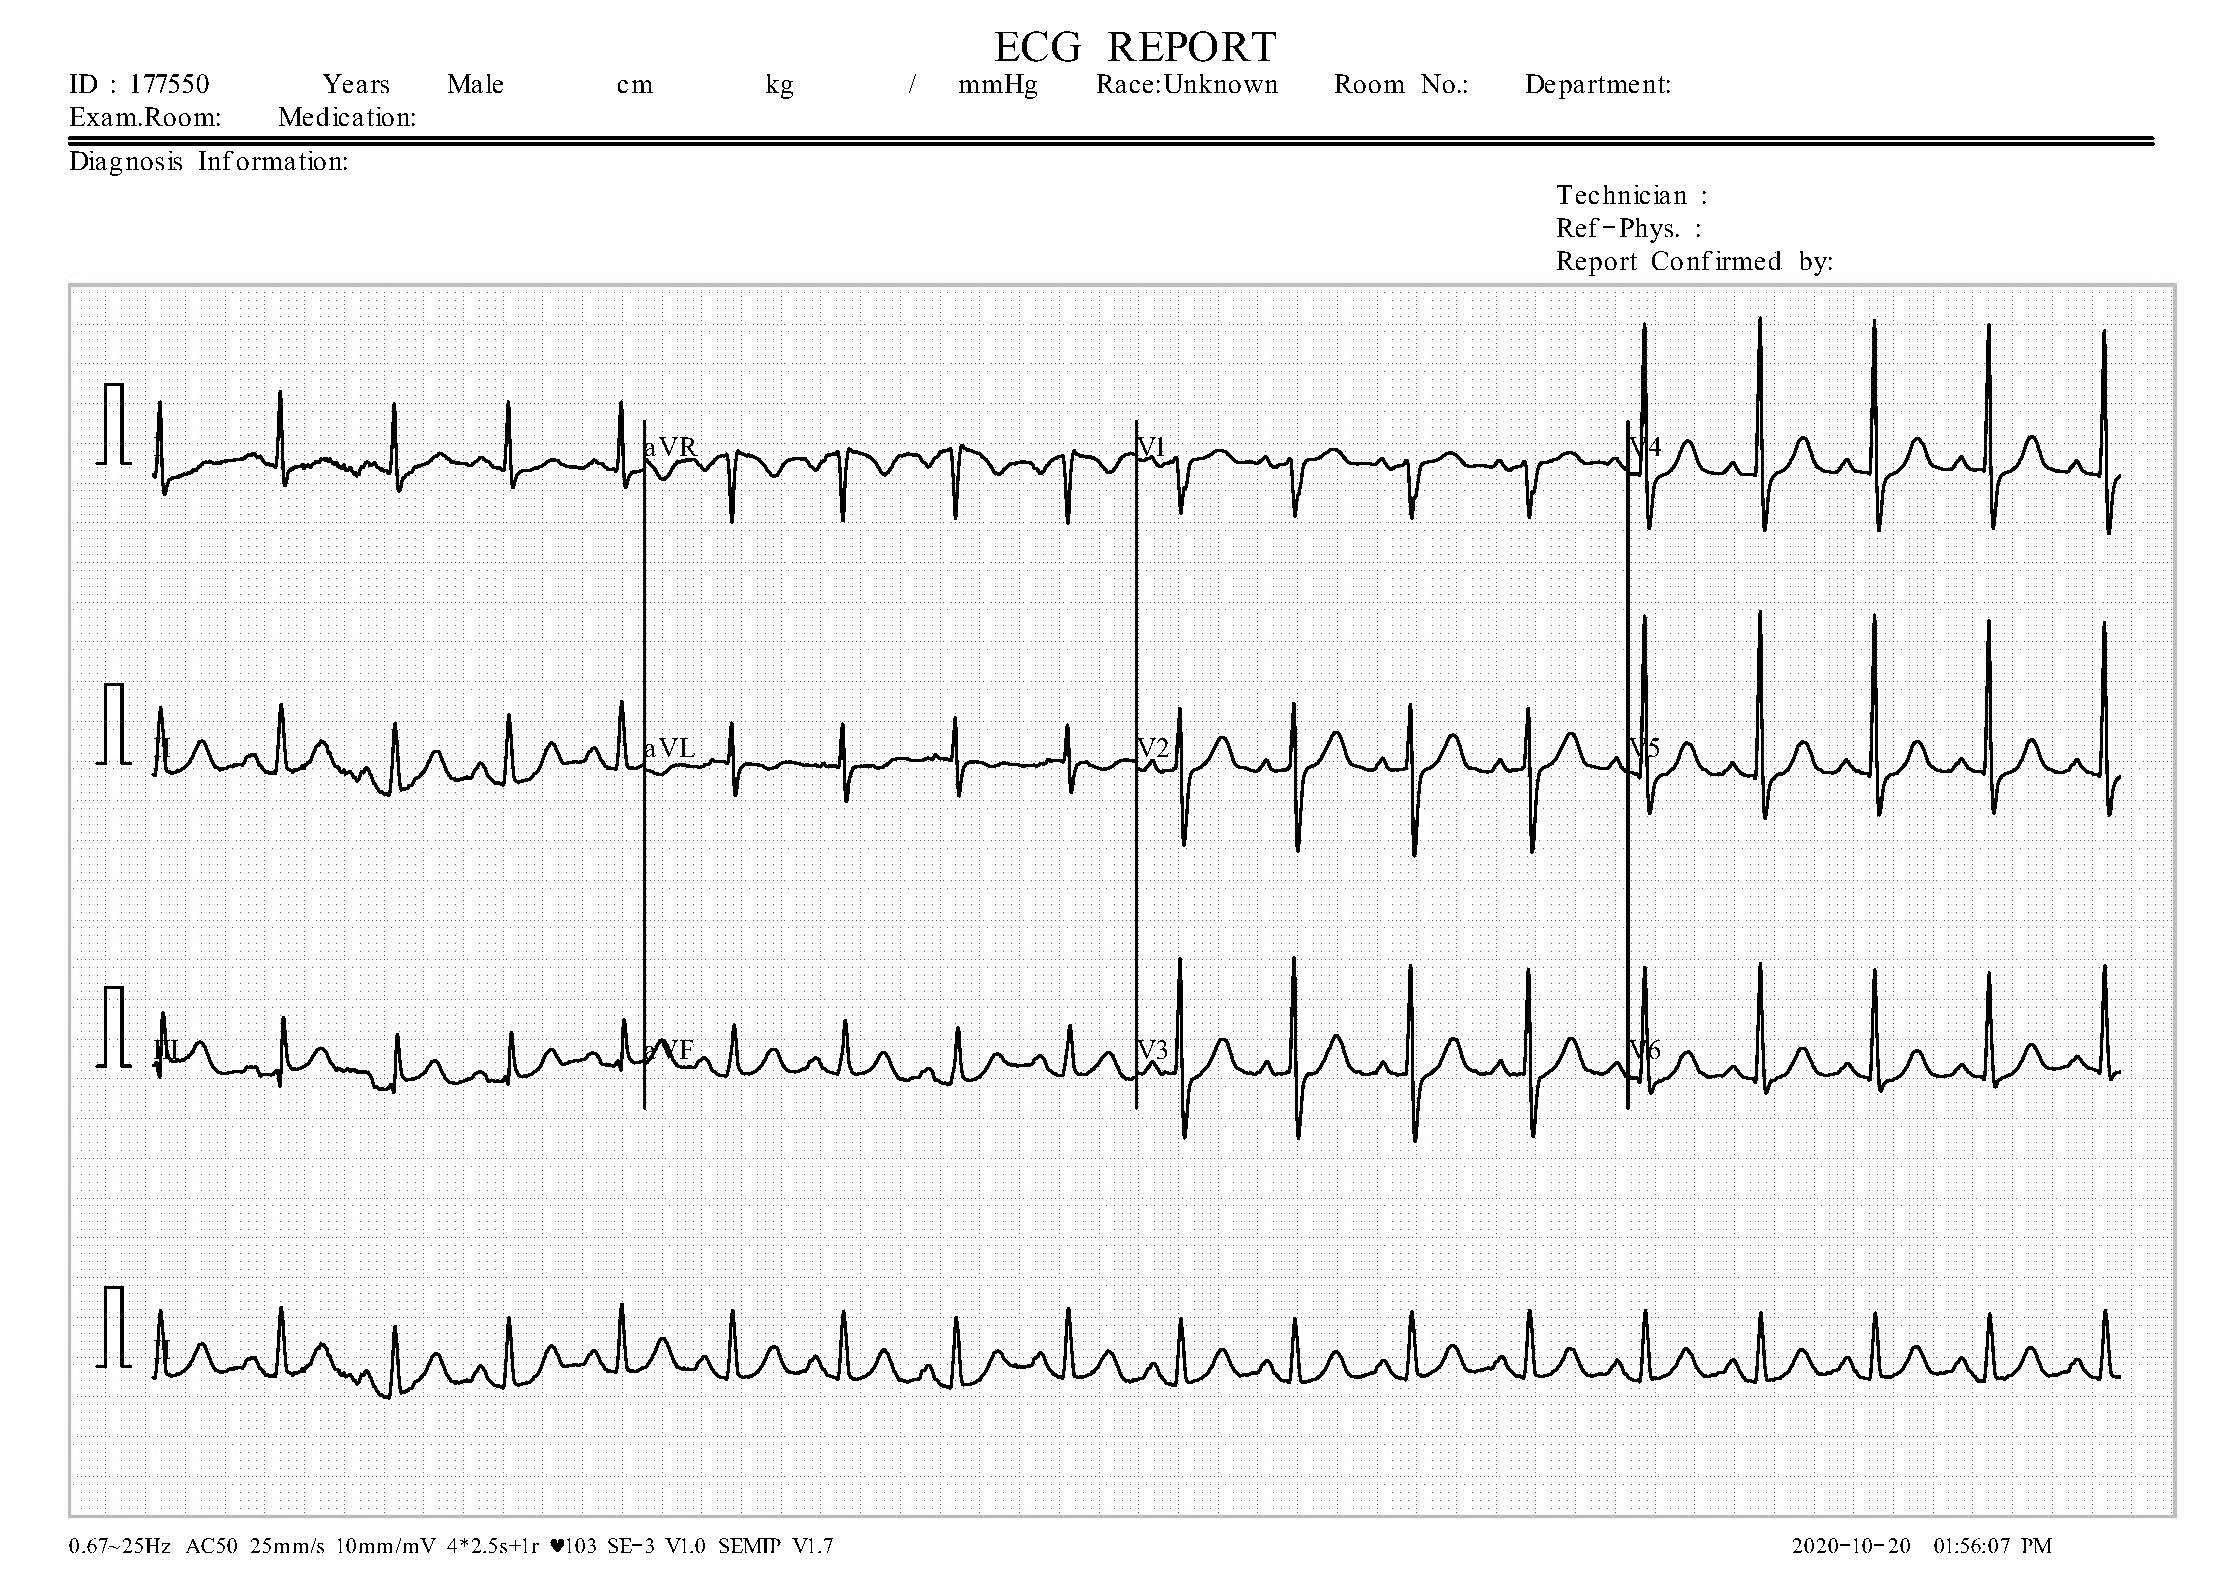 ECG REPORT
ID : 177550 Years Male cm kg / mmHg Race:Unknown Room No.: Department:
Exam.Room: Medication:
Diagnosis Information:
Technician :
Ref-Phys. :
Report Confirmed by:
aVR V1 V4
II aVL V2 V5
III aVF V3 V6
II
0.67~25Hz AC50 25mm/s 10mm/mV 4*2.5s+1r ♥103 SE-3 V1.0 SEMIP V1.7 2020-10-20 01:56:07 PM